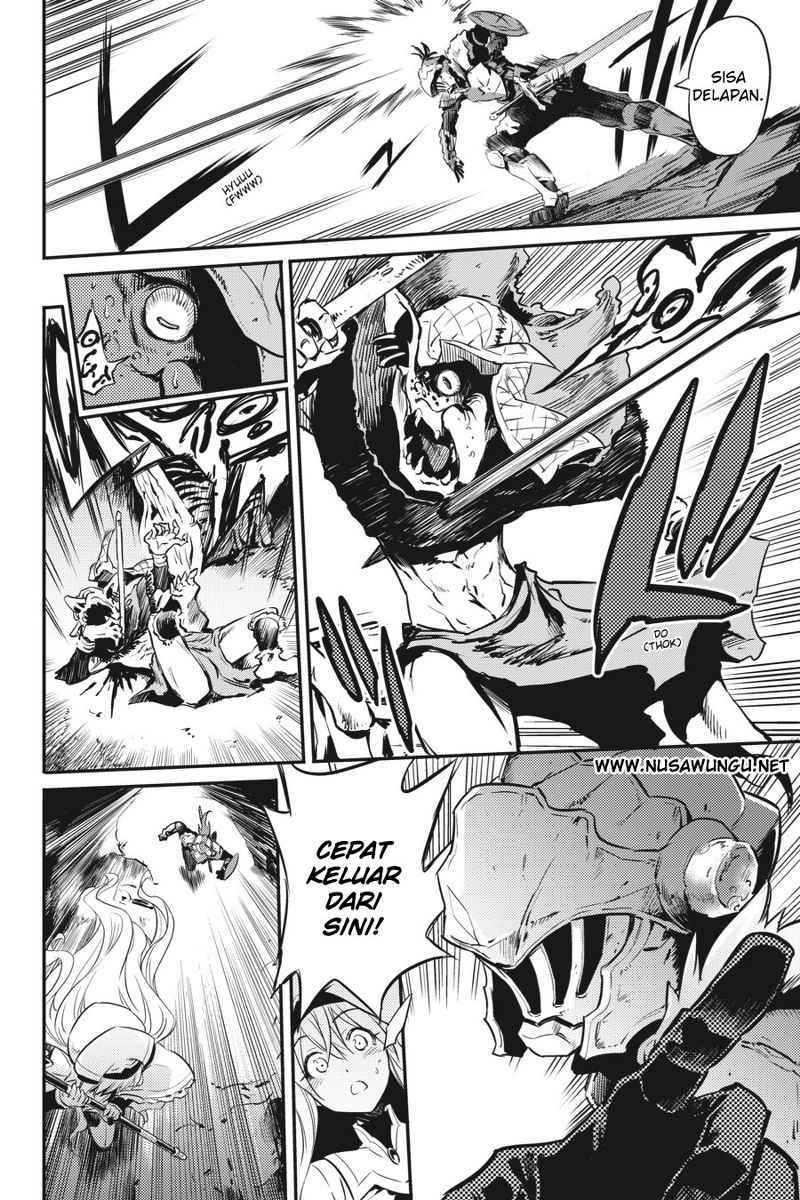 SISA
DELAPAN.
HYUUU
(FWWW)
DO
(THOK)
WWW.NUSAWUNGU.NET
CEPAT
KELUAR
DARI
SINI!